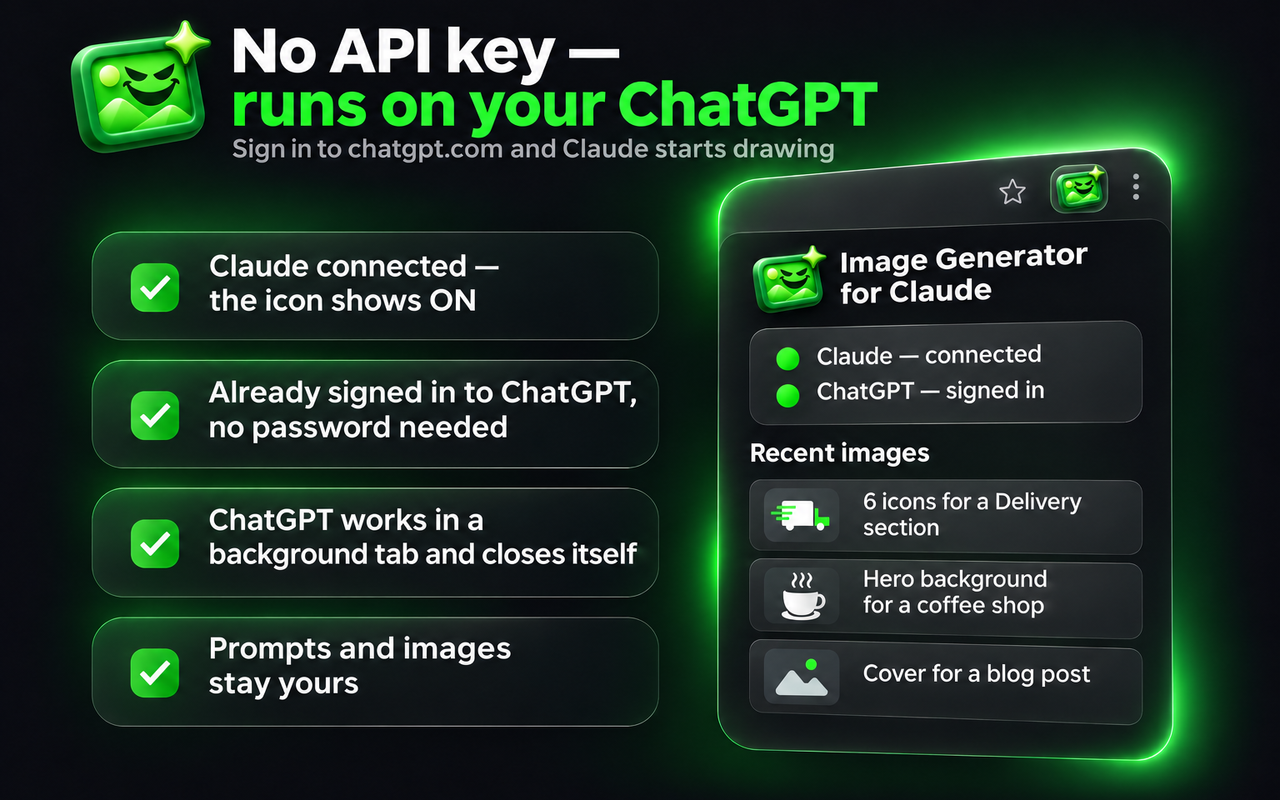 No API key —
runs on your ChatGPT
Sign in to chatgpt.com and Claude starts drawing
Claude connected —
the icon shows ON
Already signed in to ChatGPT,
no password needed
ChatGPT works in a
background tab and closes itself
Prompts and images
stay yours
Image Generator
for Claude
Claude — connected
ChatGPT — signed in
Recent images
6 icons for a Delivery
section
Hero background
for a coffee shop
Cover for a blog post